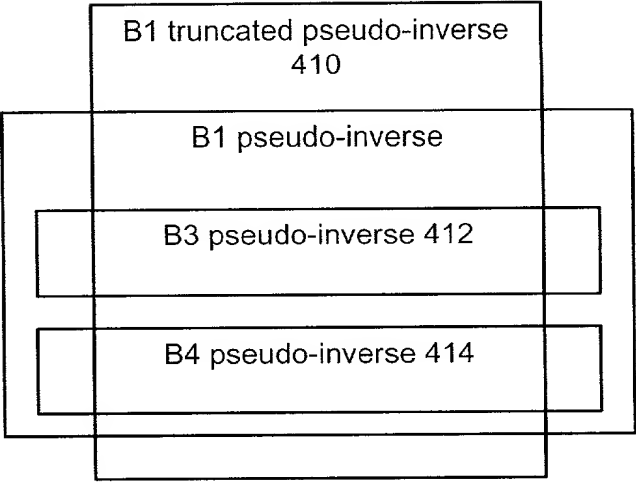 B1 truncated pseudo-inverse
410
B1 pseudo-inverse
B3 pseudo-inverse 412
B4 pseudo-inverse 414